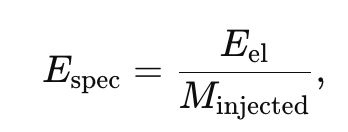 E_spec = E_el / M_injected,